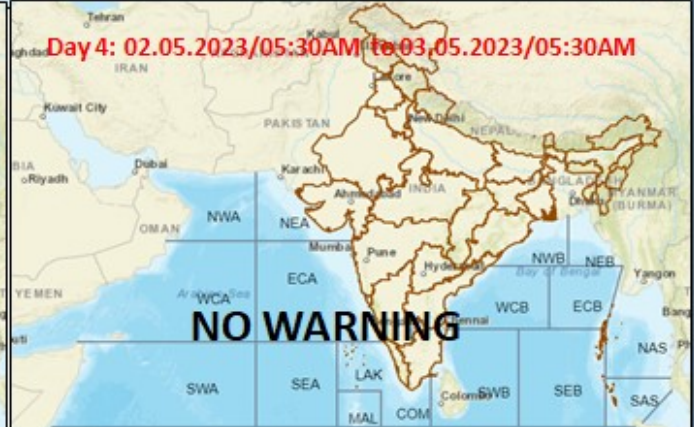 Tehran
Kabul
Day 4: 02.05.2023/05:30AM to 03.05.2023/05:30AM
IRAN
Kuwait City
PAKISTAN
New Delhi
NEPAL
Dubai
Karachi
Riyadh
Ahmedabad
INDIA
BANGLADESH
Dhaka
MYANMAR
(BURMA)
OMAN
NWA
NEA
Mumbai
Pune
Hyderabad
NWB
NEB
Bay of Bengal
Yangon
YEMEN
Arabian Sea
WCA
ECA
WCB
ECB
NO WARNING
Chennai
NAS
SWA
SEA
LAK
Colombo
SWB
SEB
SAS
MAL
COM